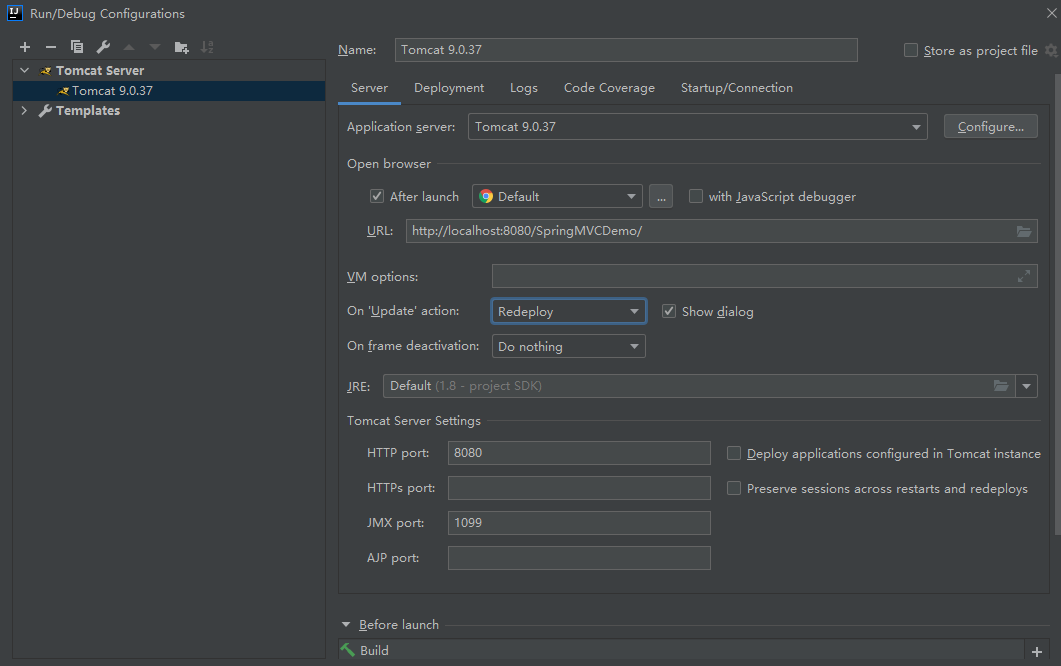 IJ Run/Debug Configurations
Name: Tomcat 9.0.37 Store as project file
Tomcat Server
Tomcat 9.0.37
Templates
Server Deployment Logs Code Coverage Startup/Connection
Application server: Tomcat 9.0.37 Configure...
Open browser
After launch Default ... with JavaScript debugger
URL: http://localhost:8080/SpringMVCDemo/
VM options:
On 'Update' action: Redeploy Show dialog
On frame deactivation: Do nothing
JRE: Default (1.8 - project SDK)
Tomcat Server Settings
HTTP port: 8080 Deploy applications configured in Tomcat instance
HTTPs port: Preserve sessions across restarts and redeploys
JMX port: 1099
AJP port:
Before launch
Build